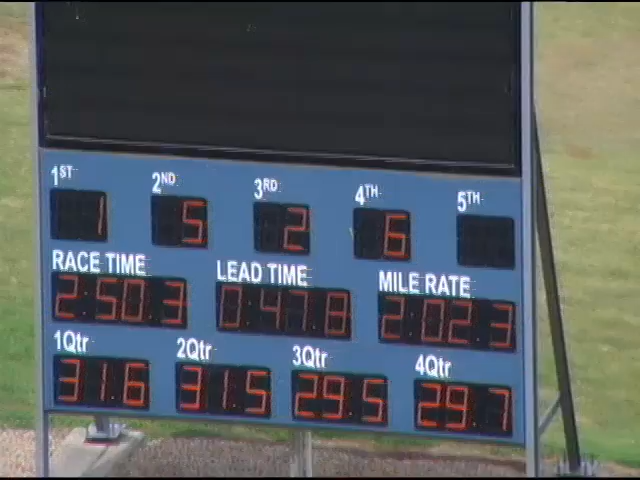 1ST 2ND 3RD 4TH 5TH
1 5 2 6
RACE TIME LEAD TIME MILE RATE
2:50.3 0:47.8 2:02.3
1Qtr 2Qtr 3Qtr 4Qtr
31.6 31.5 29.5 29.7